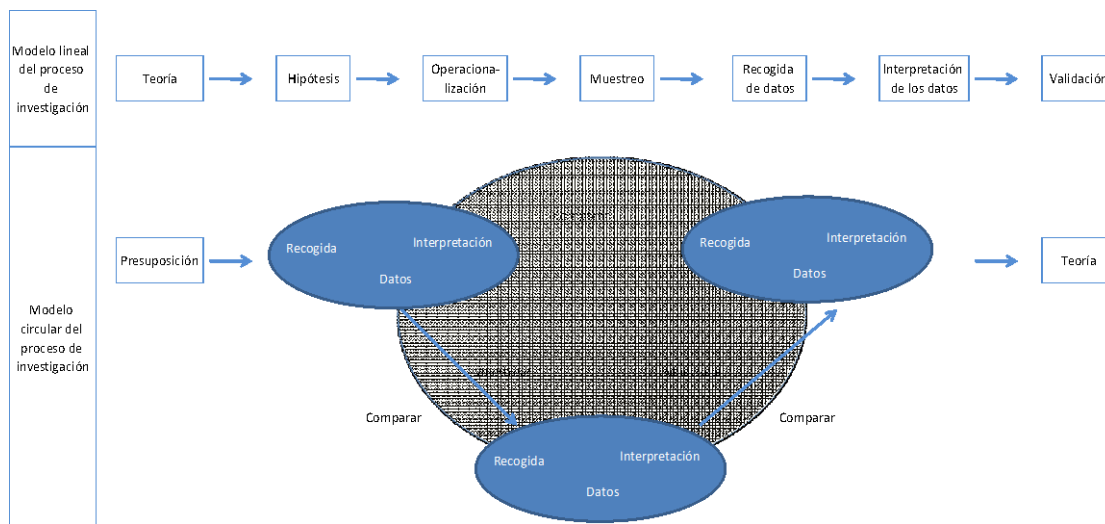 Modelo lineal
del proceso
de
investigación
Teoría
Hipótesis
Operaciona-
lización
Muestreo
Recogida
de datos
Interpretación
de los datos
Validación
Modelo
circular del
proceso de
investigación
Presuposición
Recogida
Interpretación
Datos
Recogida
Interpretación
Datos
Teoría
Comparar
Comparar
Recogida
Interpretación
Datos